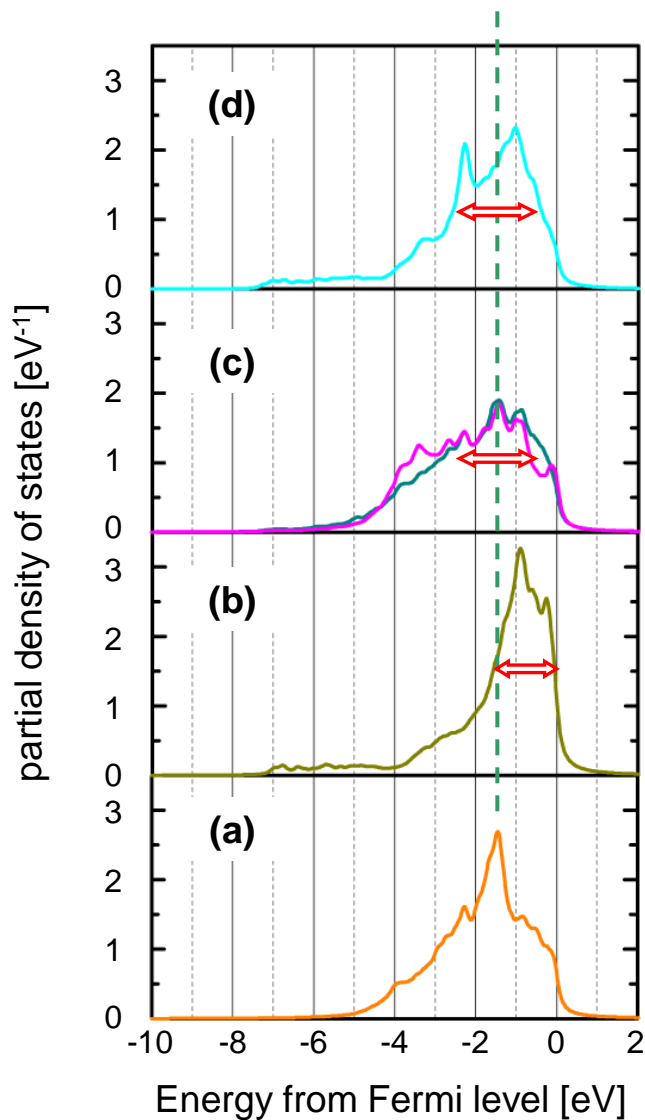 partial density of states [eV-1]
3
2
1
0
(d)
3
2
1
0
(c)
3
2
1
0
(b)
3
2
1
0
(a)
-10 -8 -6 -4 -2 0 2
Energy from Fermi level [eV]